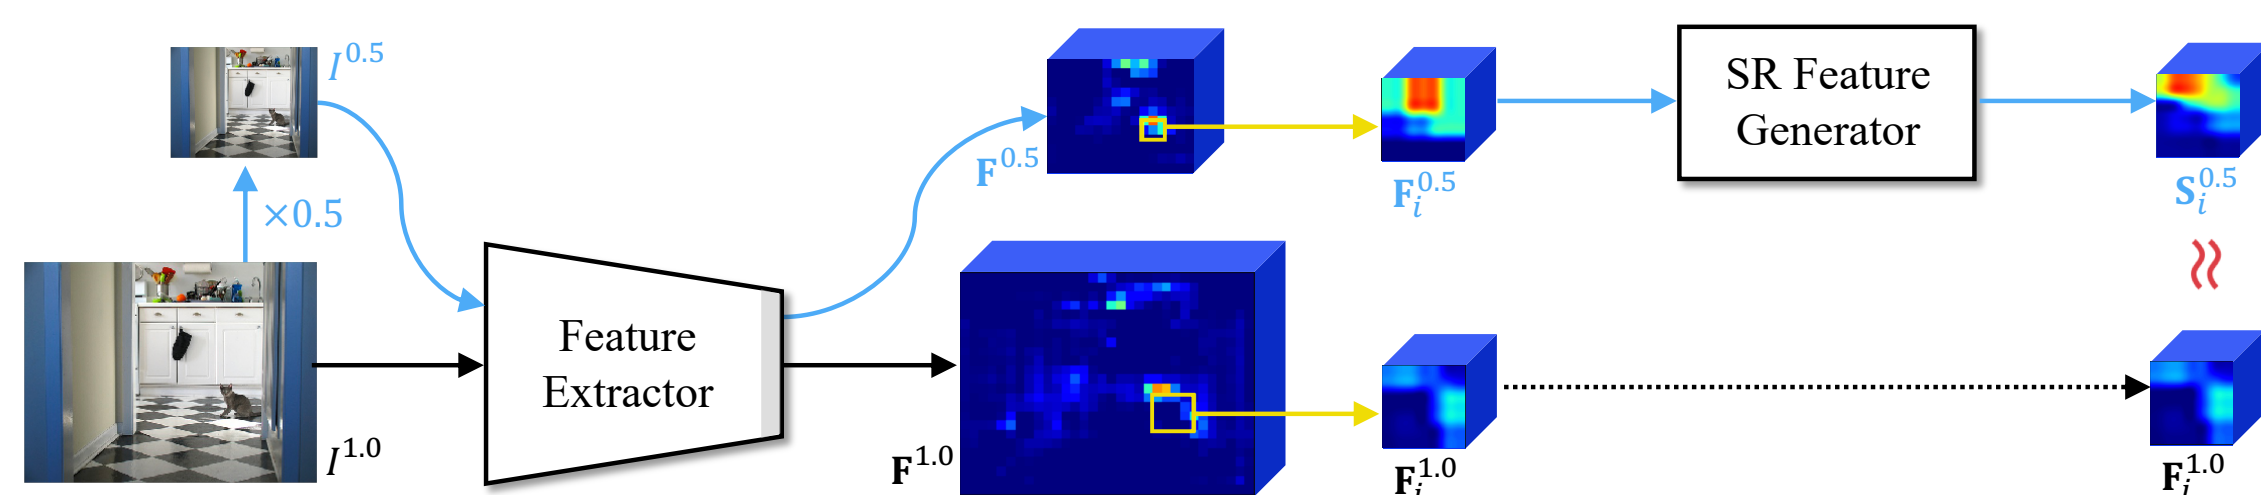 I^0.5
×0.5
I^1.0
Feature
Extractor
F^0.5
F^1.0
F_i^0.5
F_i^1.0
SR Feature
Generator
S_i^0.5
≈
F_i^1.0